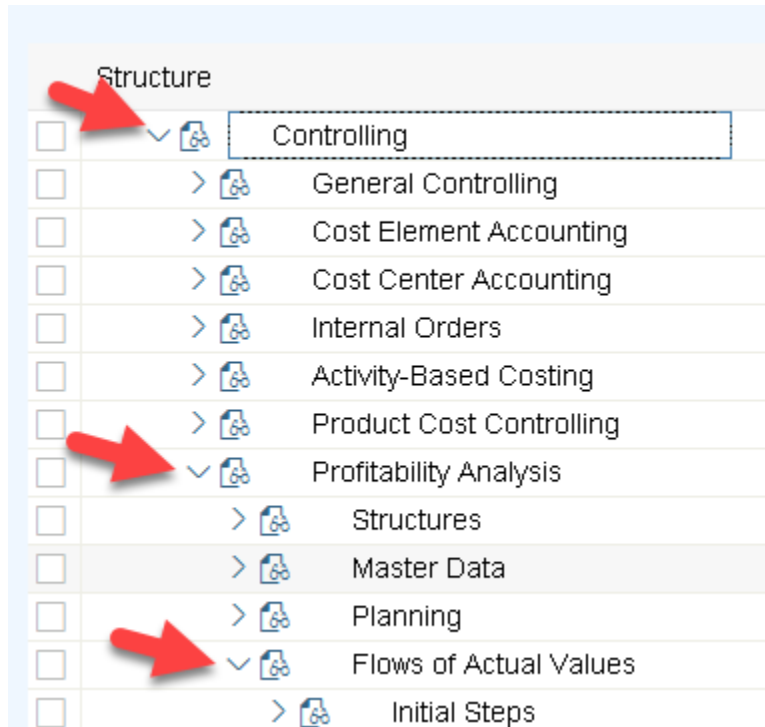 Structure
Controlling
General Controlling
Cost Element Accounting
Cost Center Accounting
Internal Orders
Activity-Based Costing
Product Cost Controlling
Profitability Analysis
Structures
Master Data
Planning
Flows of Actual Values
Initial Steps